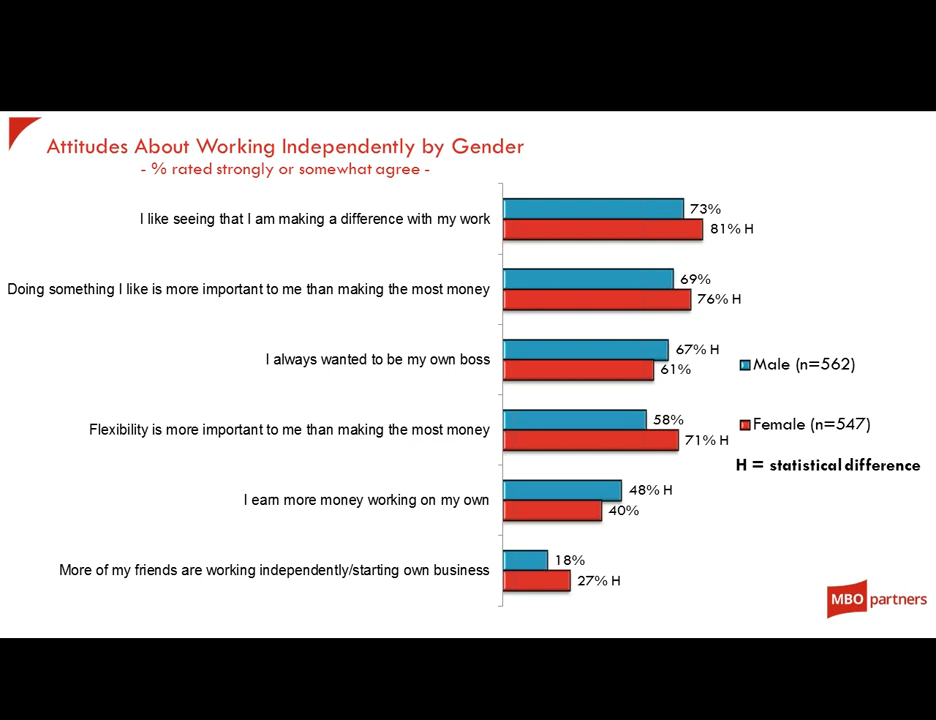 Attitudes About Working Independently by Gender
- % rated strongly or somewhat agree -
I like seeing that I am making a difference with my work
73%
81% H
Doing something I like is more important to me than making the most money
69%
76% H
I always wanted to be my own boss
67% H
61%
Flexibility is more important to me than making the most money
58%
71% H
I earn more money working on my own
48% H
40%
More of my friends are working independently/starting own business
18%
27% H
Male (n=562)
Female (n=547)
H = statistical difference
MBO partners